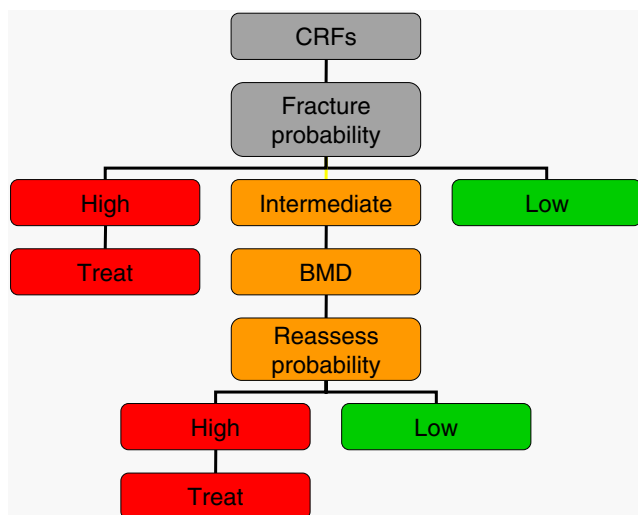 CRFs
Fracture
probability
High
Intermediate
Low
Treat
BMD
Reassess
probability
High
Low
Treat